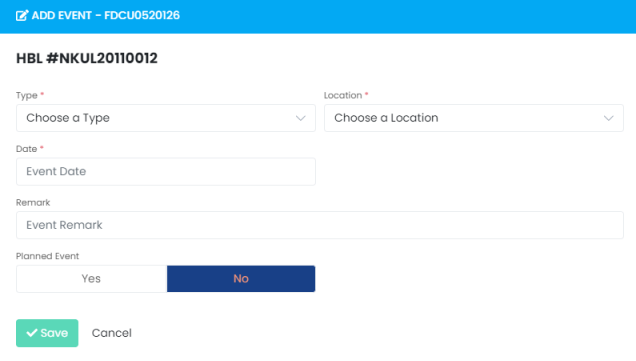 ADD EVENT - FDCU0520126
HBL #NKUL20110012
Type * Location *
Choose a Type Choose a Location
Date *
Event Date
Remark
Event Remark
Planned Event
Yes No
Save Cancel